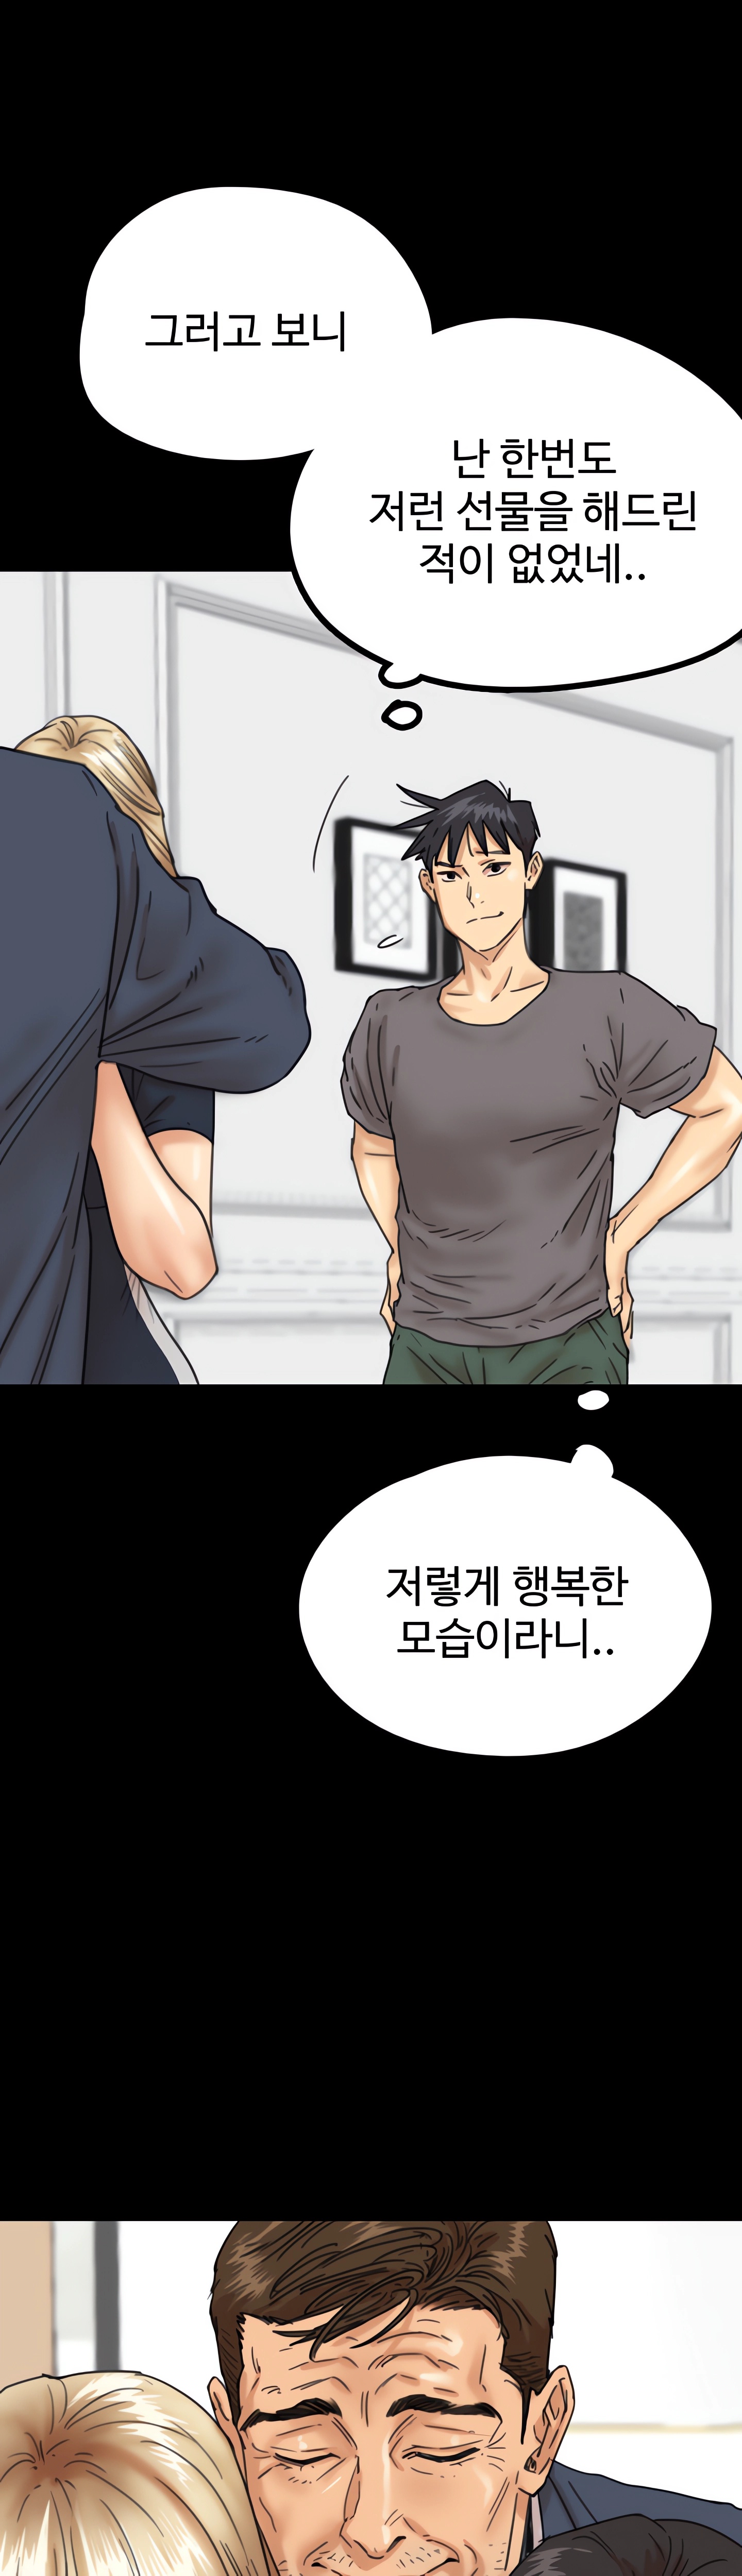 그러고 보니
난 한번도
저런 선물을 해드린
적이 없었네..
저렇게 행복한
모습이라니..